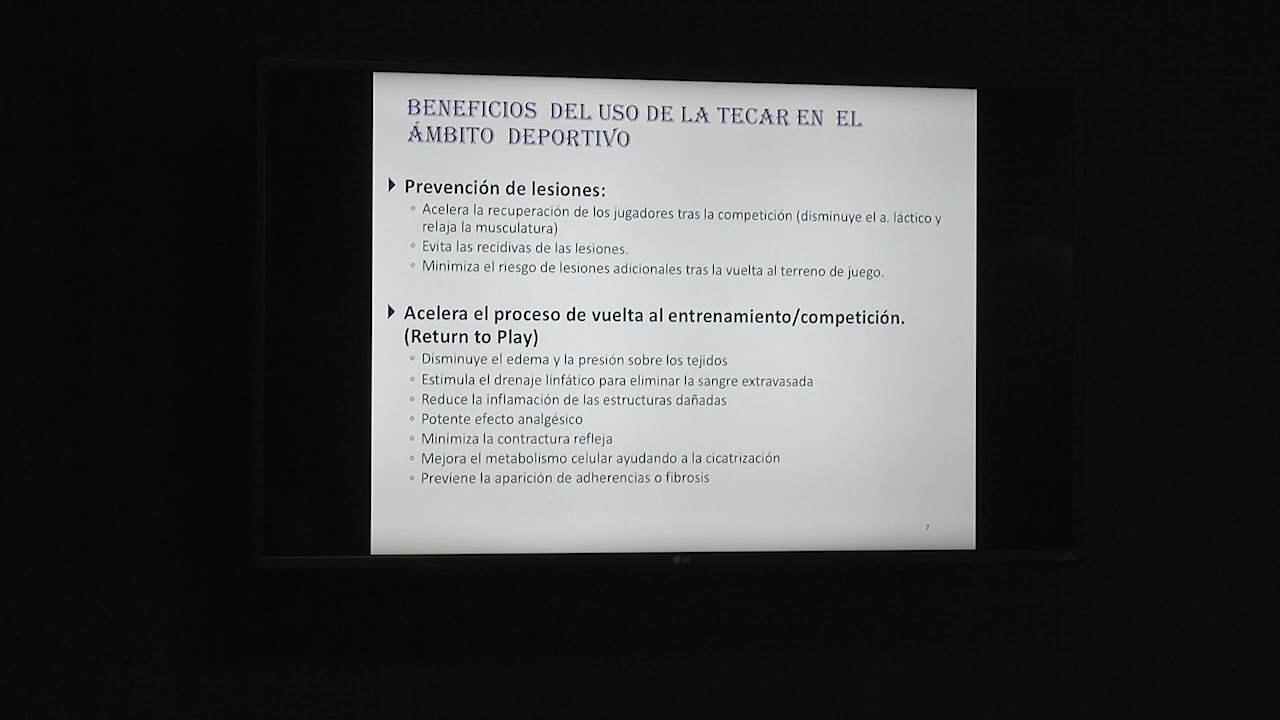 BENEFICIOS DEL USO DE LA TECAR EN EL
ÁMBITO DEPORTIVO
Prevención de lesiones:
Acelera la recuperación de los jugadores tras la competición (disminuye el a. láctico y
relaja la musculatura)
Evita las recidivas de las lesiones.
Minimiza el riesgo de lesiones adicionales tras la vuelta al terreno de juego.
Acelera el proceso de vuelta al entrenamiento/competición.
(Return to Play)
Disminuye el edema y la presión sobre los tejidos
Estimula el drenaje linfático para eliminar la sangre extravasada
Reduce la inflamación de las estructuras dañadas
Potente efecto analgésico
Minimiza la contractura refleja
Mejora el metabolismo celular ayudando a la cicatrización
Previene la aparición de adherencias o fibrosis
7
LG